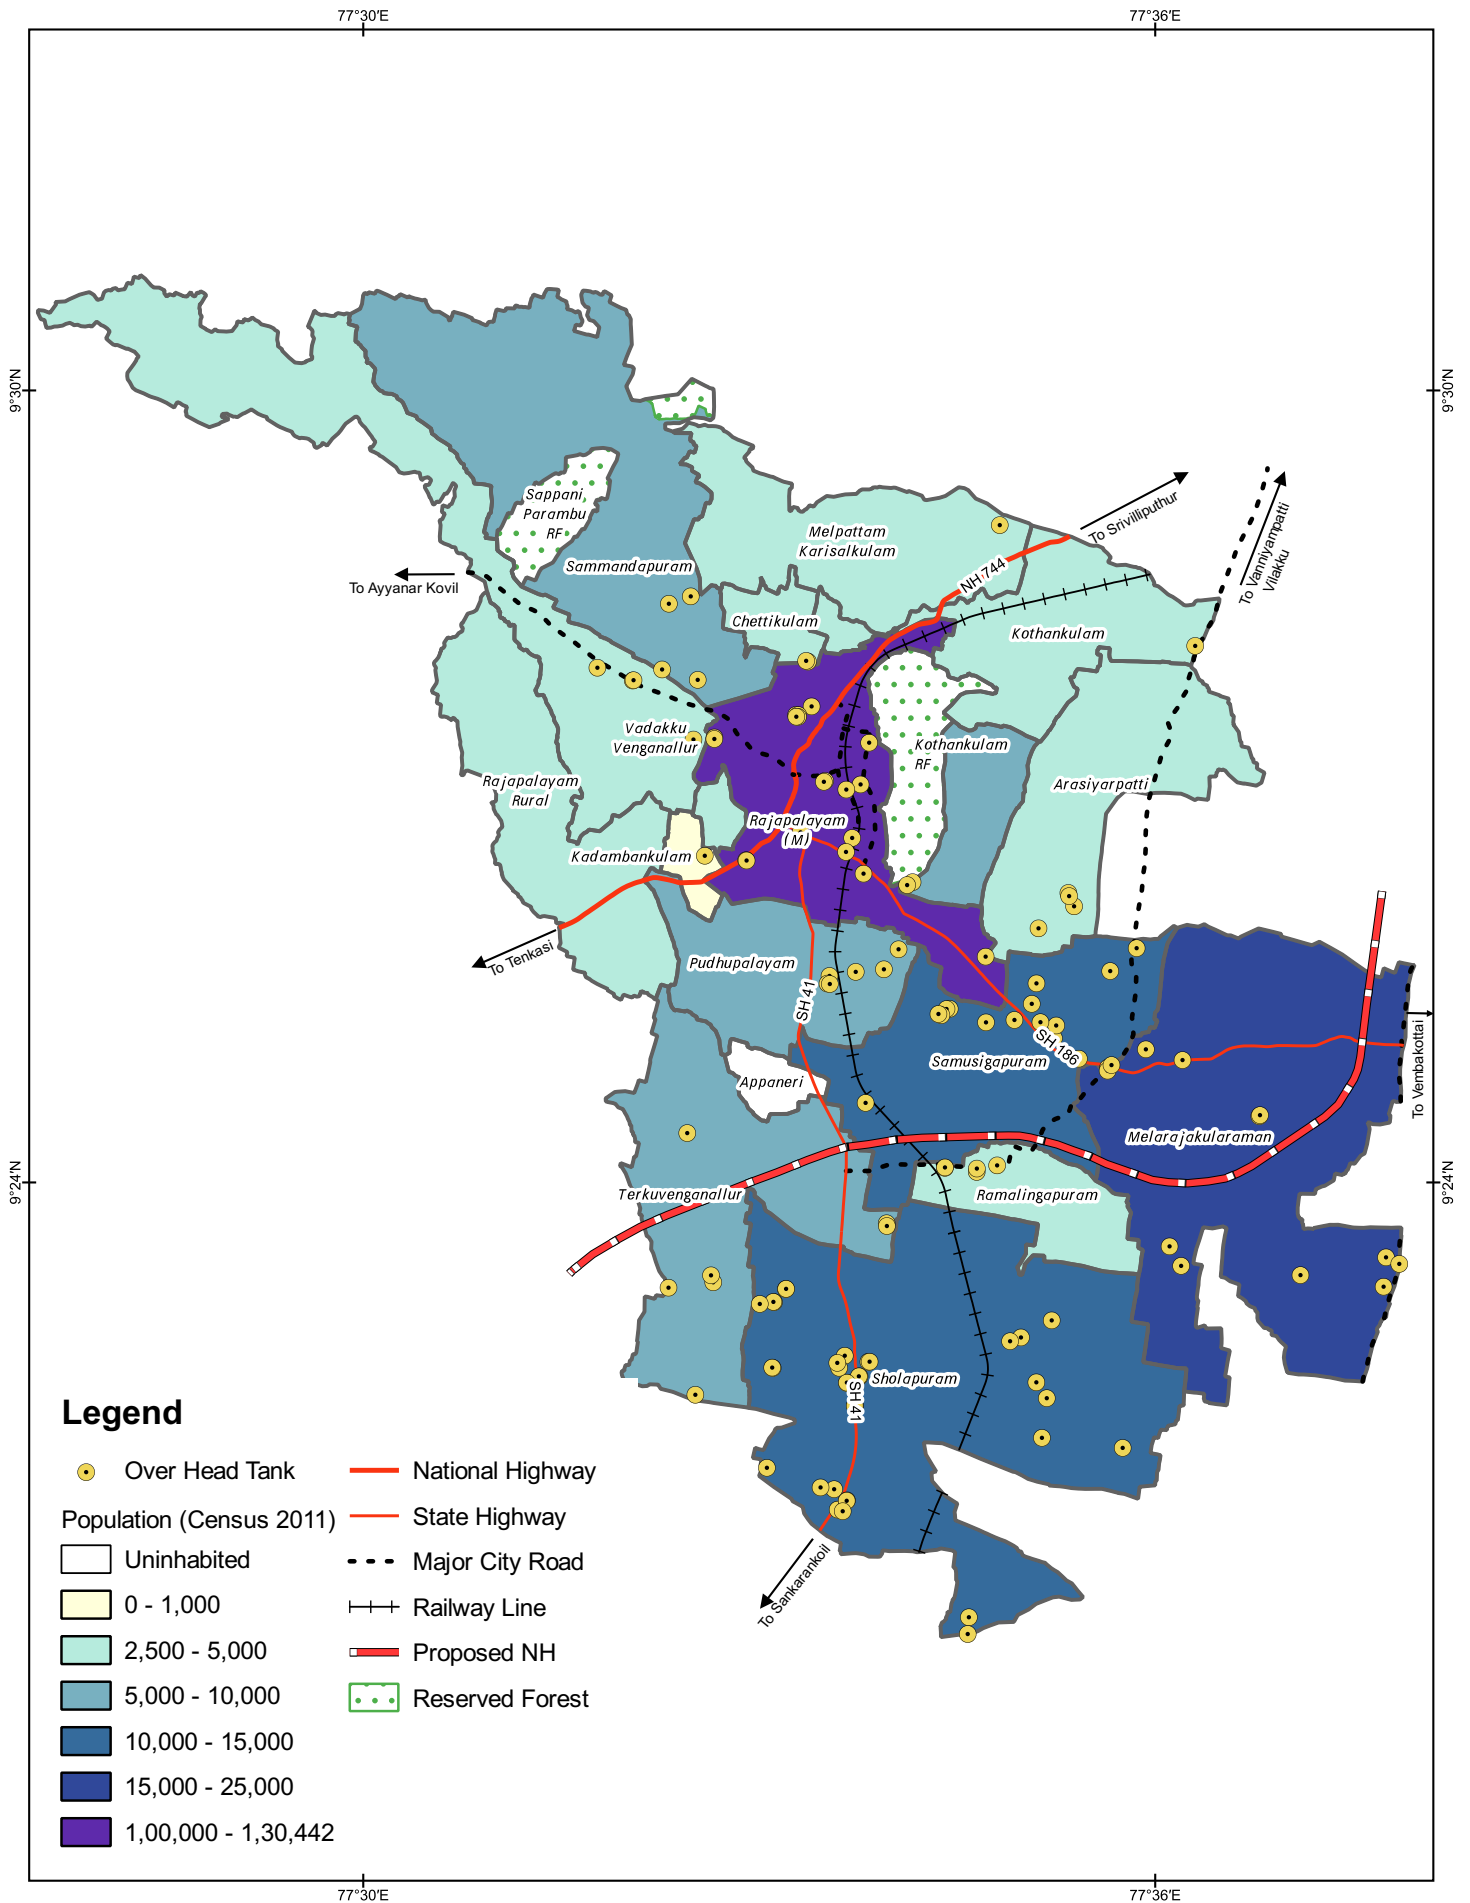 77°30'E
77°36'E
9°30'N
9°30'N
Sappani
Parambu
RF
Melpattam
Karisalkulam
To Srivilliputhur
To Vanniyampatti
Vilakku
Sammandapuram
NH 744
To Ayyanar Kovil
Chettikulam
Kothankulam
Vadakku
Venganallur
Kothankulam
RF
Rajapalayam
Rural
Arasiyarpatti
Rajapalayam
(M)
Kadambankulam
To Tenkasi
Pudhupalayam
SH 41
SH 186
Samusigapuram
To Vembakottai
Appaneri
Melarajakularaman
9°24'N
9°24'N
Terkuvenganallur
Ramalingapuram
Sholapuram
SH 41
To Sankarankoil
Legend
Over Head Tank
Population (Census 2011)
Uninhabited
0 - 1,000
2,500 - 5,000
5,000 - 10,000
10,000 - 15,000
15,000 - 25,000
1,00,000 - 1,30,442
National Highway
State Highway
Major City Road
Railway Line
Proposed NH
Reserved Forest
77°30'E
77°36'E